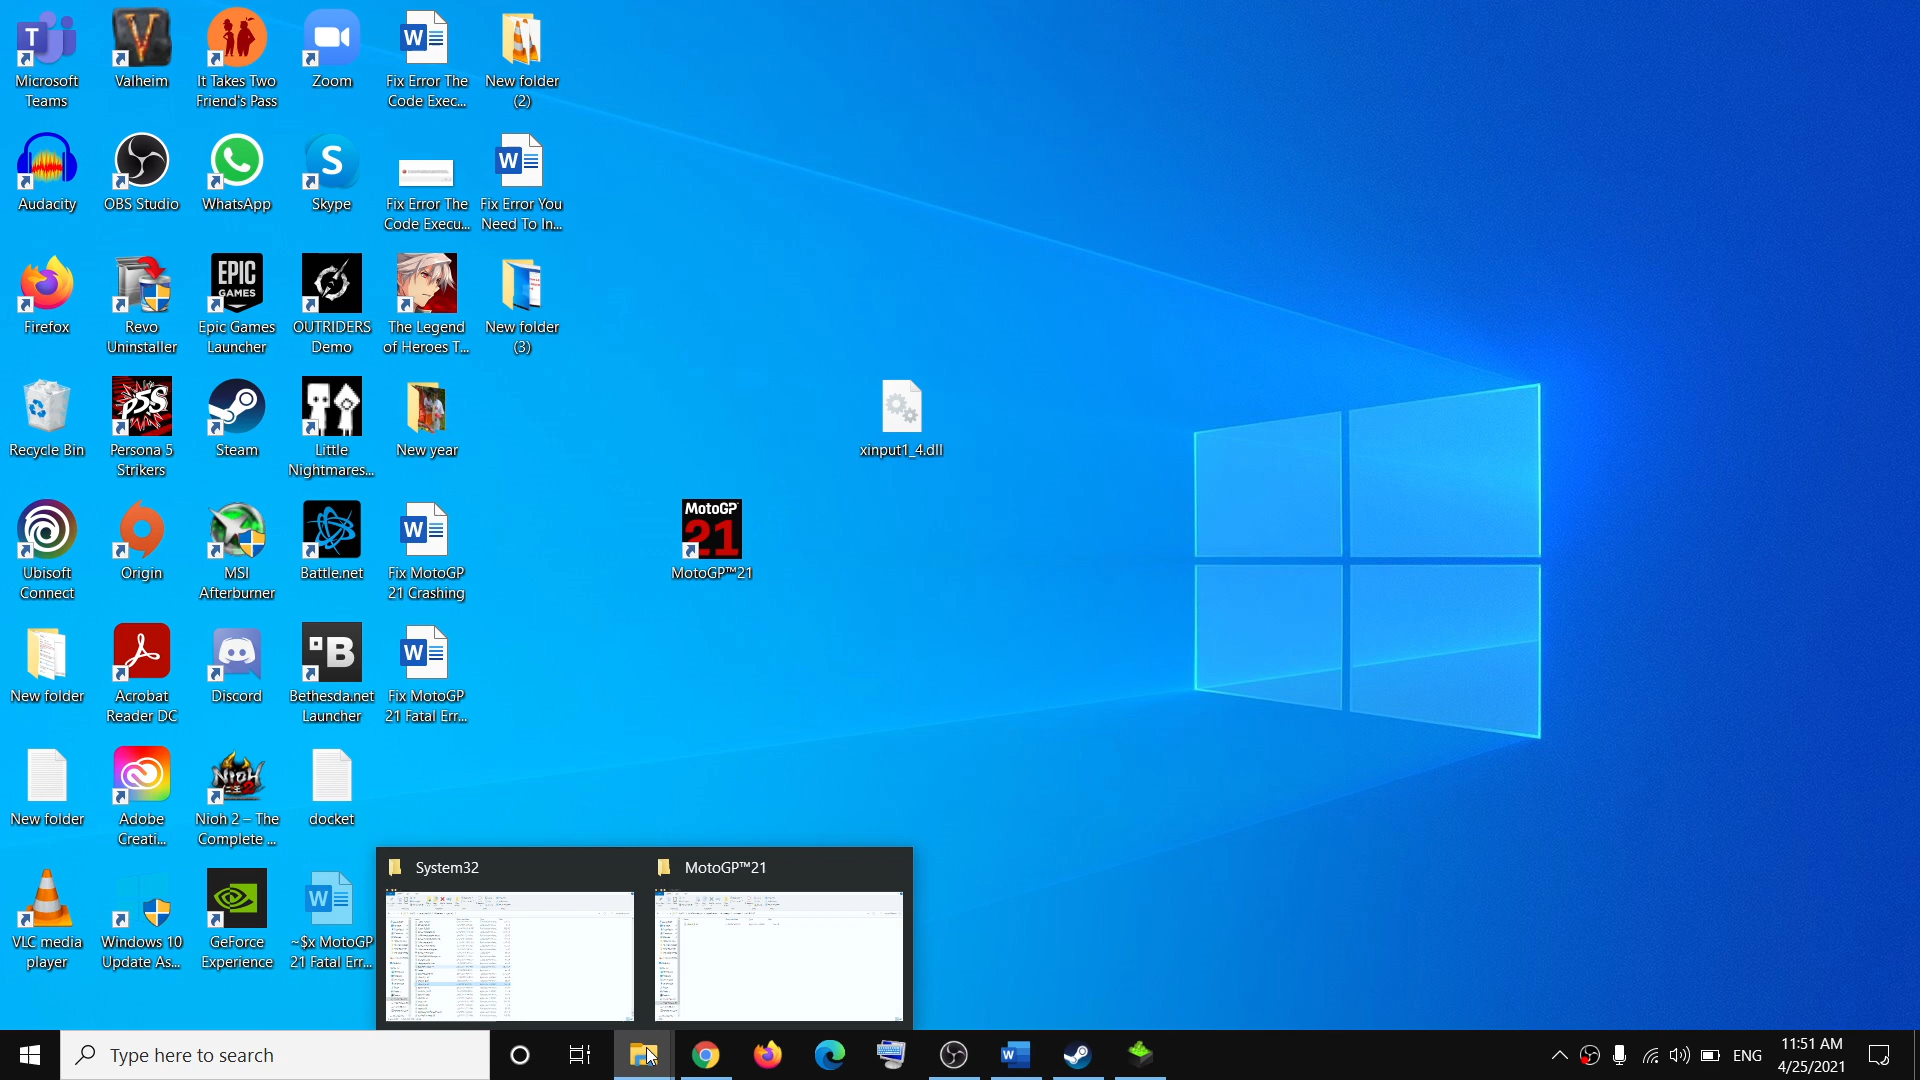 Microsoft
Teams
Valheim
It Takes Two
Friend's Pass
Zoom
Fix Error The
Code Exec...
New folder
(2)
Audacity
OBS Studio
WhatsApp
Skype
Fix Error The
Code Execu...
Fix Error You
Need To In...
Firefox
Revo
Uninstaller
EPIC
GAMES
Epic Games
Launcher
OUTRIDERS
Demo
The Legend
of Heroes T...
New folder
(3)
Recycle Bin
P5S
Persona 5
Strikers
Steam
Little
Nightmares...
New year
xinput1_4.dll
Ubisoft
Connect
Origin
MSI
Afterburner
Battle.net
Fix MotoGP
21 Crashing
MotoGP
21
MotoGP™21
New folder
Acrobat
Reader DC
Discord
Bethesda.net
Launcher
Fix MotoGP
21 Fatal Err...
New folder
Adobe
Creati...
NIOH
Nioh 2 – The
Complete ...
docket
VLC media
player
Windows 10
Update As...
GeForce
Experience
~$x MotoGP
21 Fatal Err...
System32
MotoGP™21
Type here to search
ENG
11:51 AM
4/25/2021